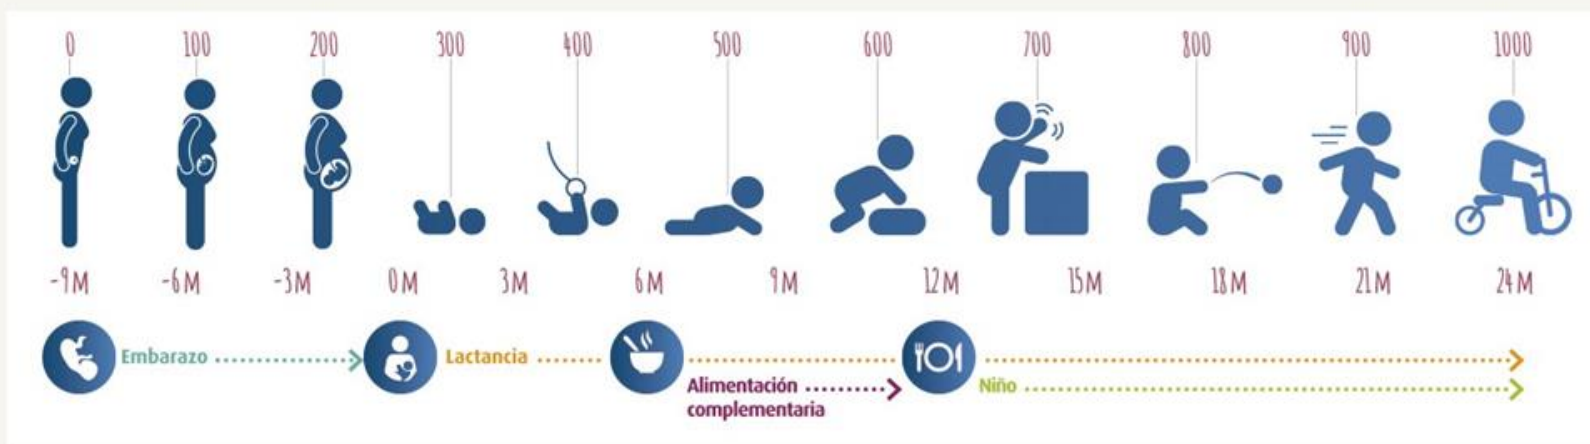 0 100 200 300 400 500 600 700 800 900 1000
-9M -6M -3M 0M 3M 6M 9M 12M 15M 18M 21M 24M
Embarazo
Lactancia
Alimentación
complementaria
Niño